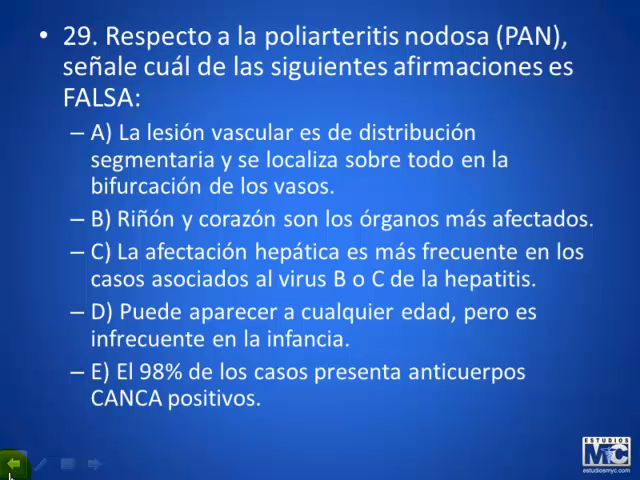 • 29. Respecto a la poliarteritis nodosa (PAN),
señale cuál de las siguientes afirmaciones es
FALSA:
– A) La lesión vascular es de distribución
segmentaria y se localiza sobre todo en la
bifurcación de los vasos.
– B) Riñón y corazón son los órganos más afectados.
– C) La afectación hepática es más frecuente en los
casos asociados al virus B o C de la hepatitis.
– D) Puede aparecer a cualquier edad, pero es
infrecuente en la infancia.
– E) El 98% de los casos presenta anticuerpos
CANCA positivos.
ESTUDIOS
MyC
estudiosmyc.com